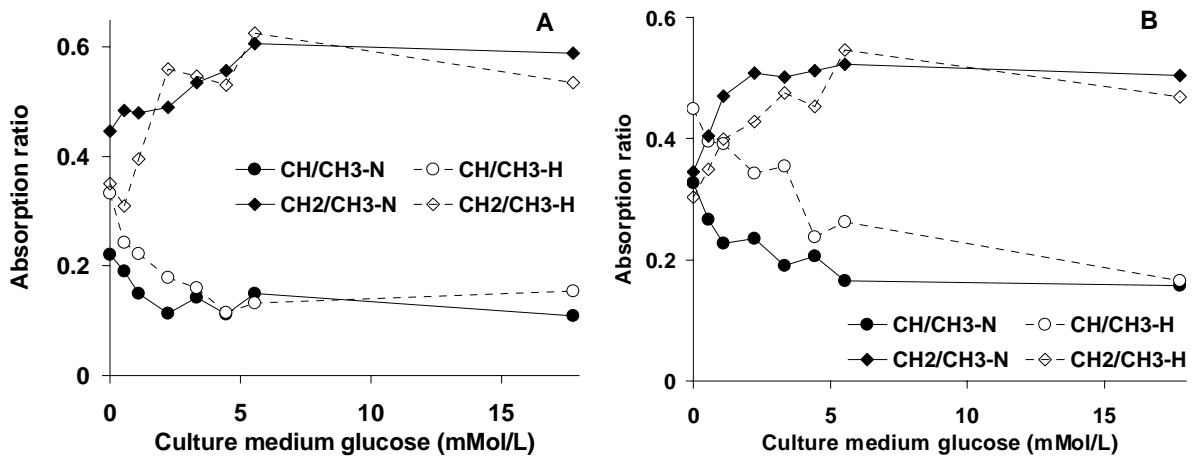 A
Absorption ratio
0.6
0.4
0.2
0
CH/CH3-N
CH/CH3-H
CH2/CH3-N
CH2/CH3-H
0
5
10
15
Culture medium glucose (mMol/L)
B
Absorption ratio
0.6
0.4
0.2
0
CH/CH3-N
CH/CH3-H
CH2/CH3-N
CH2/CH3-H
0
5
10
15
Culture medium glucose (mMol/L)